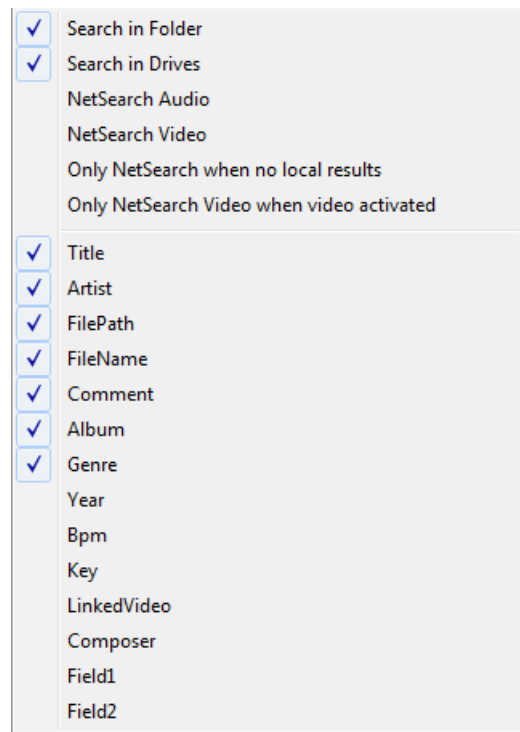 Search in Folder
Search in Drives
NetSearch Audio
NetSearch Video
Only NetSearch when no local results
Only NetSearch Video when video activated
Title
Artist
FilePath
FileName
Comment
Album
Genre
Year
Bpm
Key
LinkedVideo
Composer
Field1
Field2